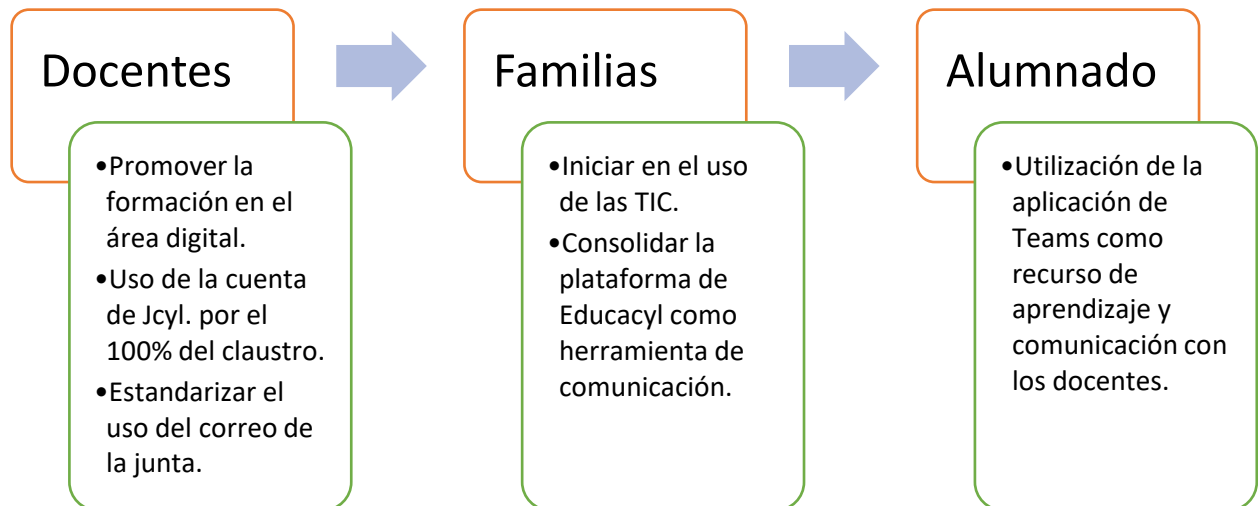 Docentes
•Promover la
formación en el
área digital.
•Uso de la cuenta
de Jcyl. por el
100% del claustro.
•Estandarizar el
uso del correo de
la junta.
Familias
•Iniciar en el uso
de las TIC.
•Consolidar la
plataforma de
Educacyl como
herramienta de
comunicación.
Alumnado
•Utilización de la
aplicación de
Teams como
recurso de
aprendizaje y
comunicación con
los docentes.